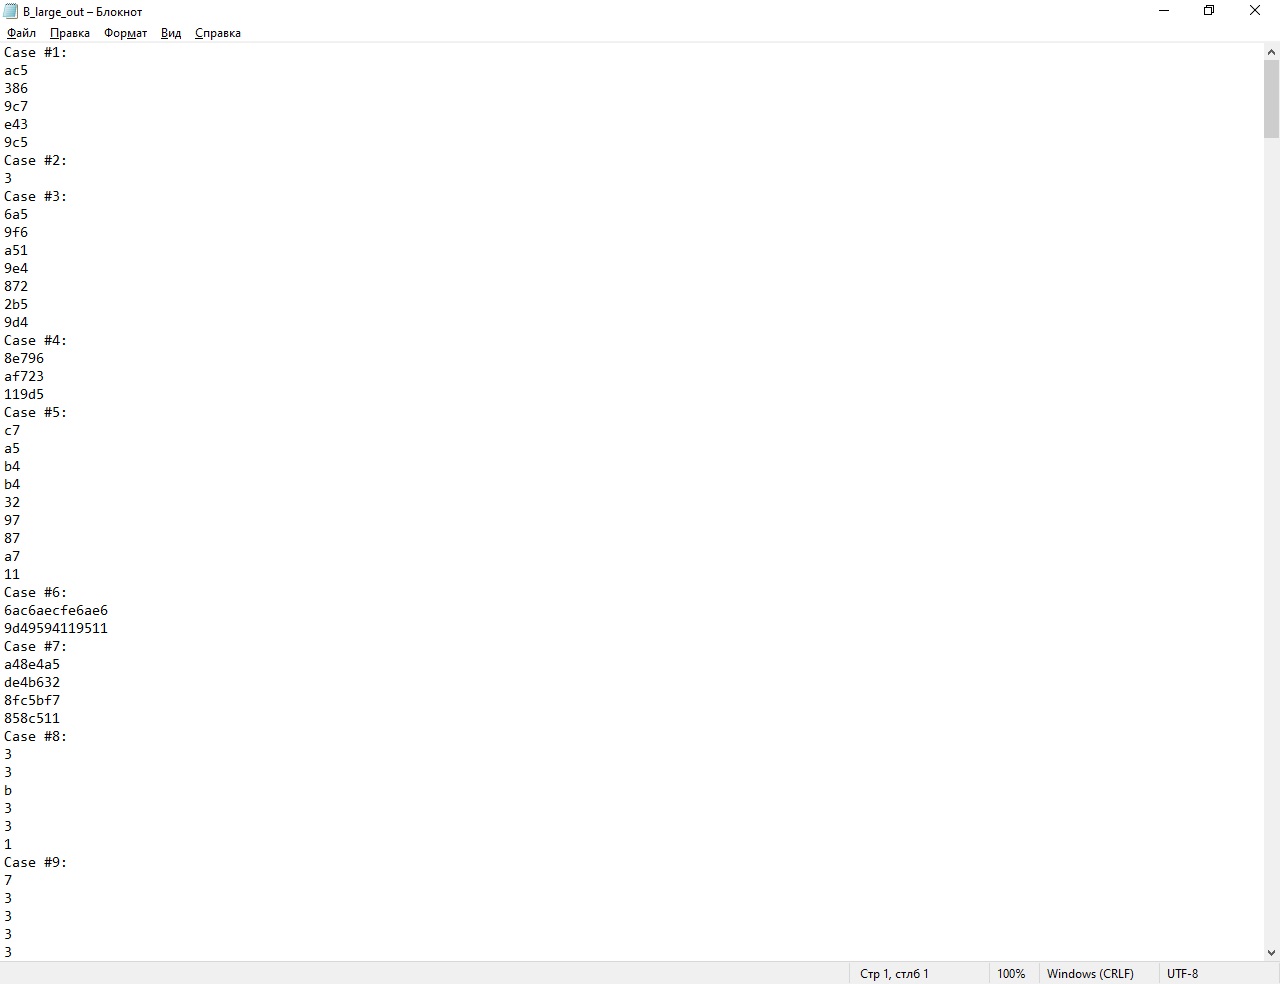 B_large_out – Блокнот
Файл Правка Формат Вид Справка
Case #1:
ac5
386
9c7
e43
9c5
Case #2:
3
Case #3:
6a5
9f6
a51
9e4
872
2b5
9d4
Case #4:
8e796
af723
119d5
Case #5:
c7
a5
b4
b4
32
97
87
a7
11
Case #6:
6ac6aecfe6ae6
9d49594119511
Case #7:
a48e4a5
de4b632
8fc5bf7
858c511
Case #8:
3
3
b
3
3
1
Case #9:
7
3
3
3
3
Стр 1, стлб 1 100% Windows (CRLF) UTF-8